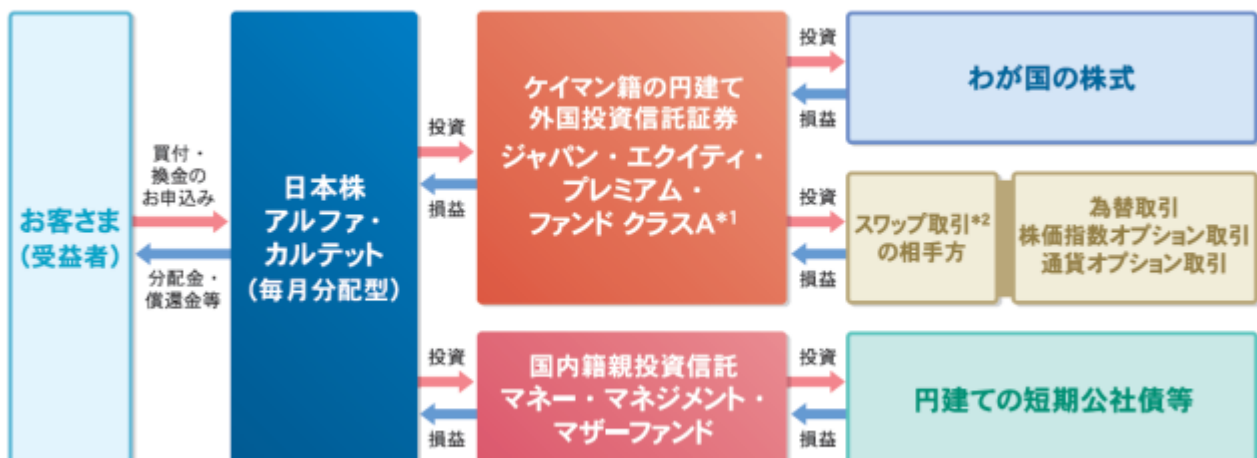 お客さま
（受益者）
買付・
換金の
お申込み
分配金・
償還金等
日本株
アルファ・
カルテット
（毎月分配型）
投資
損益
ケイマン籍の円建て
外国投資信託証券
ジャパン・エクイティ・
プレミアム・
ファンド クラスA*1
投資
損益
わが国の株式
投資
損益
スワップ取引*2
の相手方
為替取引
株価指数オプション取引
通貨オプション取引
投資
損益
国内籍親投資信託
マネー・マネジメント・
マザーファンド
投資
損益
円建ての短期公社債等